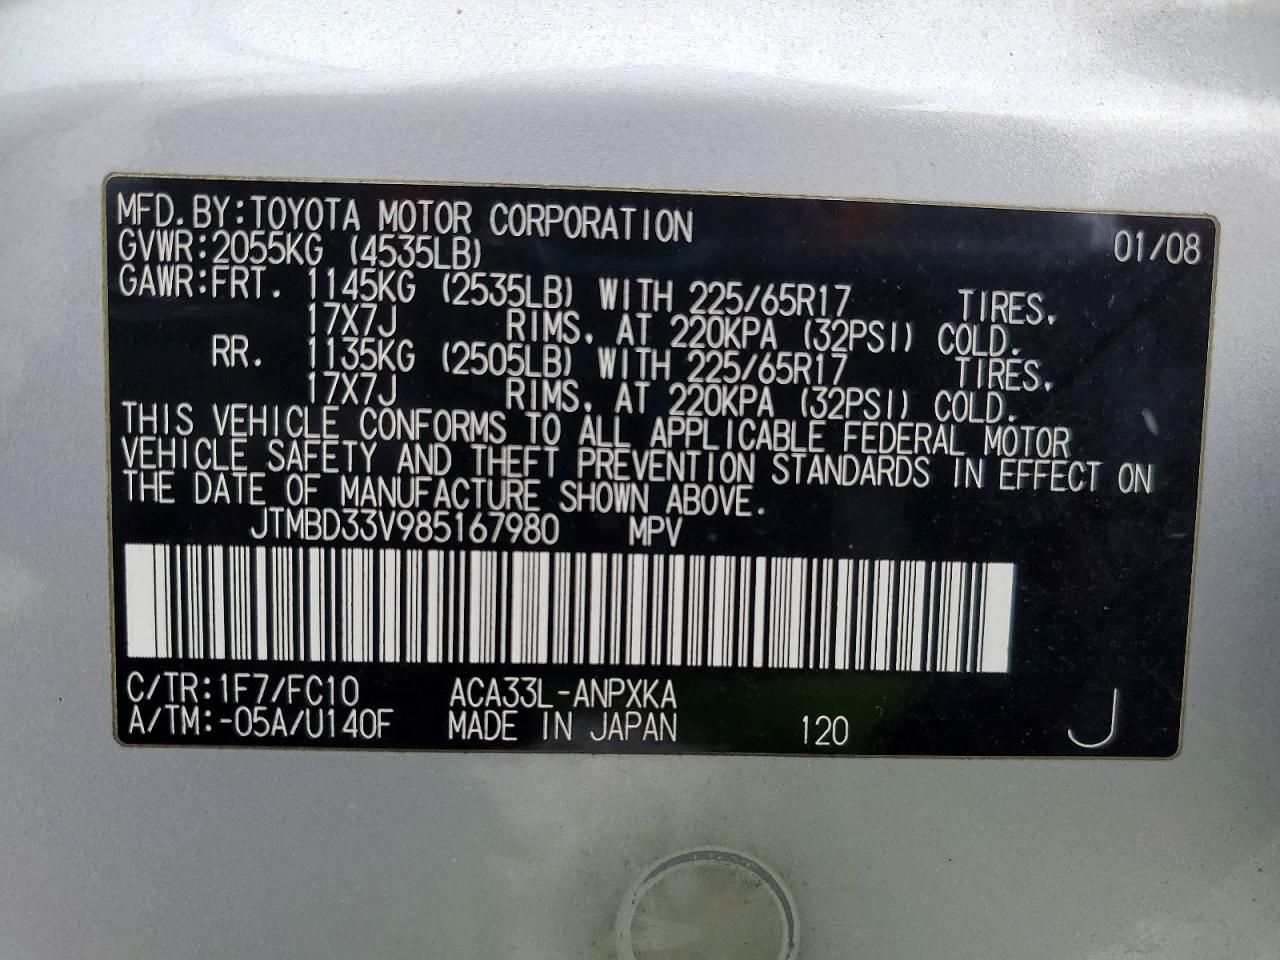 MFD.BY:TOYOTA MOTOR CORPORATION 01/08
GVWR:2055KG (4535LB)
GAWR:FRT. 1145KG (2535LB) WITH 225/65R17 TIRES,
17X7J RIMS, AT 220KPA (32PSI) COLD.
RR. 1135KG (2505LB) WITH 225/65R17 TIRES,
17X7J RIMS, AT 220KPA (32PSI) COLD.
THIS VEHICLE CONFORMS TO ALL APPLICABLE FEDERAL MOTOR
VEHICLE SAFETY AND THEFT PREVENTION STANDARDS IN EFFECT ON
THE DATE OF MANUFACTURE SHOWN ABOVE.
JTMBD33V985167980 MPV
C/TR:1F7/FC10 ACA33L-ANPXKA
A/TM:-05A/U140F MADE IN JAPAN 120 J